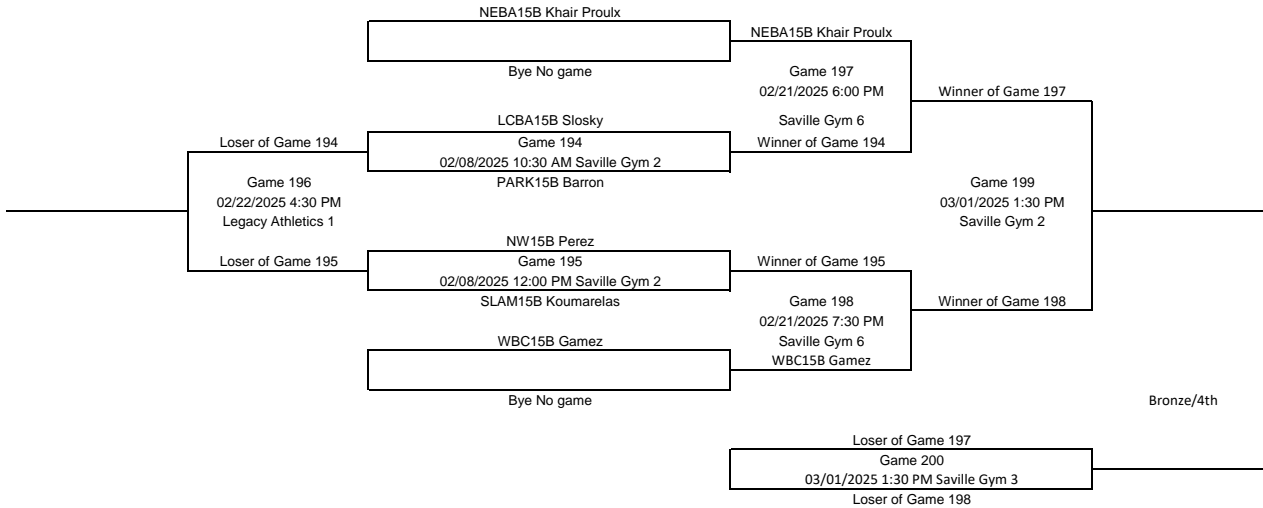 NEBA15B Khair Proulx
NEBA15B Khair Proulx
Bye No game
Game 197
02/21/2025 6:00 PM
Winner of Game 197
LCBA15B Slosky
Saville Gym 6
Loser of Game 194
Game 194
Winner of Game 194
02/08/2025 10:30 AM Saville Gym 2
Game 196
PARK15B Barron
Game 199
02/22/2025 4:30 PM
03/01/2025 1:30 PM
Legacy Athletics 1
Saville Gym 2
NW15B Perez
Loser of Game 195
Game 195
Winner of Game 195
02/08/2025 12:00 PM Saville Gym 2
SLAM15B Koumarelas
Game 198
Winner of Game 198
02/21/2025 7:30 PM
WBC15B Gamez
Saville Gym 6
WBC15B Gamez
Bye No game
Bronze/4th
Loser of Game 197
Game 200
03/01/2025 1:30 PM Saville Gym 3
Loser of Game 198